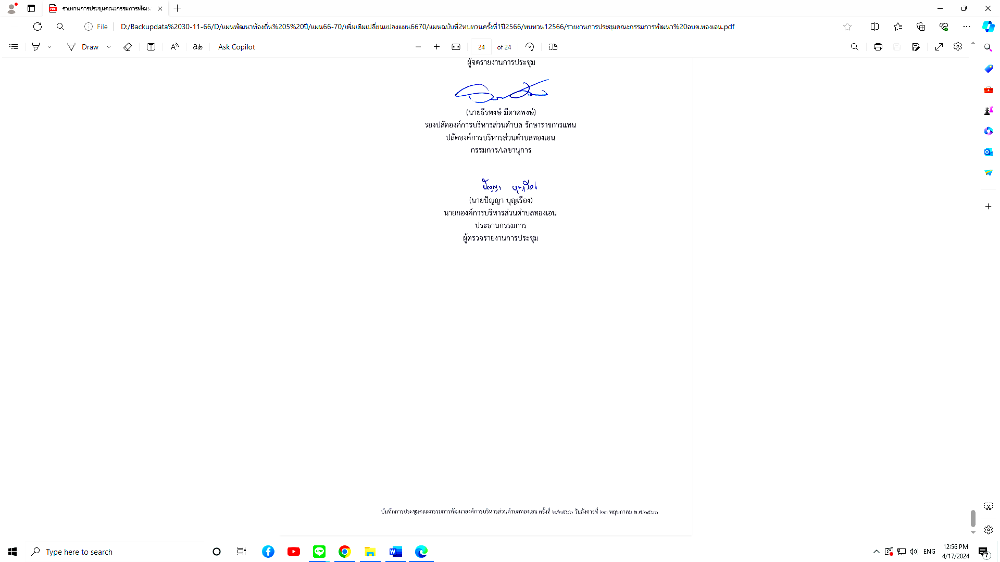 รายงานการประชุมคณะกรรมการพัฒน
File
D:/Backupdata%2030-11-66/D/แผนพัฒนาท้องถิ่น%205%20ปี/แผน66-70/เพิ่มเติมเปลี่ยนแปลงแผน6670/แผนฉบับที่2ทบทวนครั้งที่1ปี2566/ทบทวน12566/รายงานการประชุมคณะกรรมการพัฒนา%20อบต.ทองเอน.pdf
Draw
Ask Copilot
24 of 24
ผู้จดรายงานการประชุม
(นายธีรพงษ์ มีตาดพงษ์)
รองปลัดองค์การบริหารส่วนตำบล รักษาราชการแทน
ปลัดองค์การบริหารส่วนตำบลทองเอน
กรรมการ/เลขานุการ
ปัญญา บุญเรือง
(นายปัญญา บุญเรือง)
นายกองค์การบริหารส่วนตำบลทองเอน
ประธานกรรมการ
ผู้ตรวจรายงานการประชุม
บันทึกการประชุมคณะกรรมการพัฒนาองค์การบริหารส่วนตำบลทองเอน ครั้งที่ ๒/๒๕๖๖ วันอังคารที่ ๒๓ พฤษภาคม พ.ศ.๒๕๖๖
Type here to search
ENG
12:56 PM
4/17/2024
7